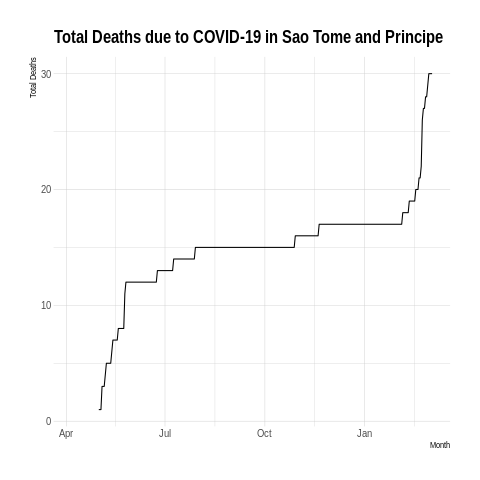 Total Deaths due to COVID-19 in Sao Tome and Principe
Total Deaths
30
20
10
0
Apr Jul Oct Jan
Month